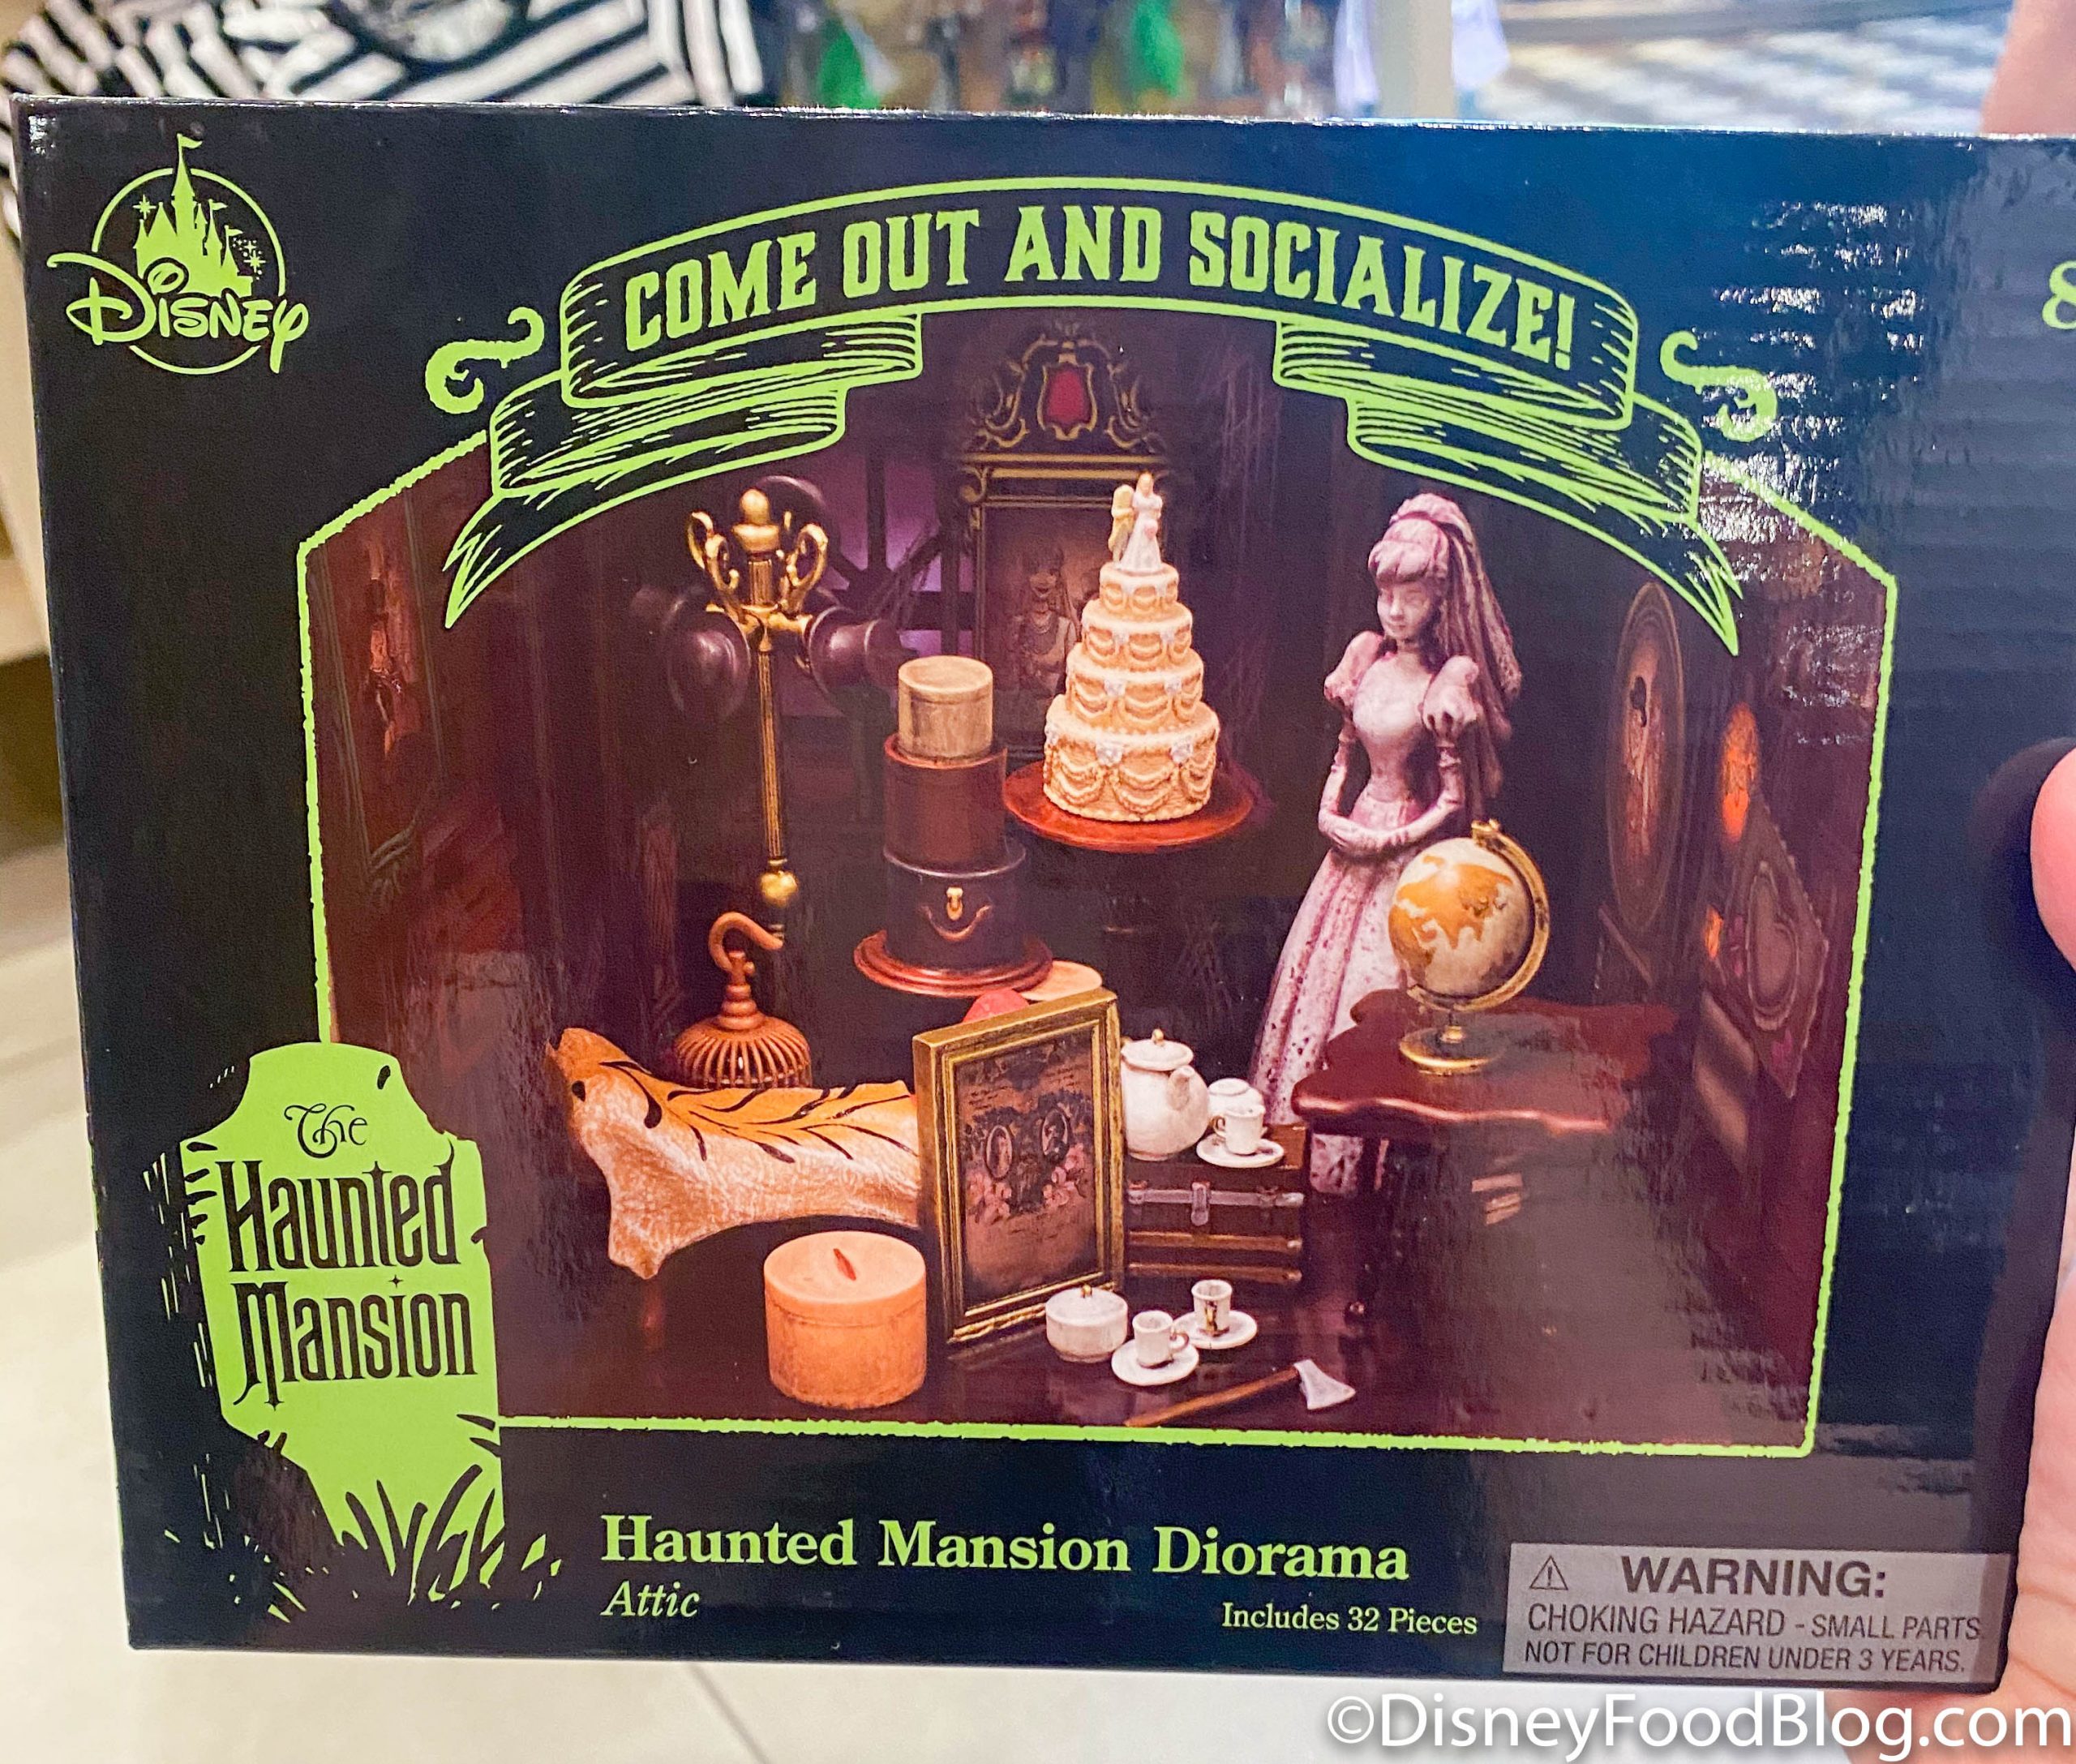 COME OUT AND SOCIALIZE!
DISNEY
The
Haunted
Mansion
Haunted Mansion Diorama
Attic
Includes 32 Pieces
WARNING:
CHOKING HAZARD - SMALL PARTS
NOT FOR CHILDREN UNDER 3 YEARS.
©DisneyFoodBlog.com